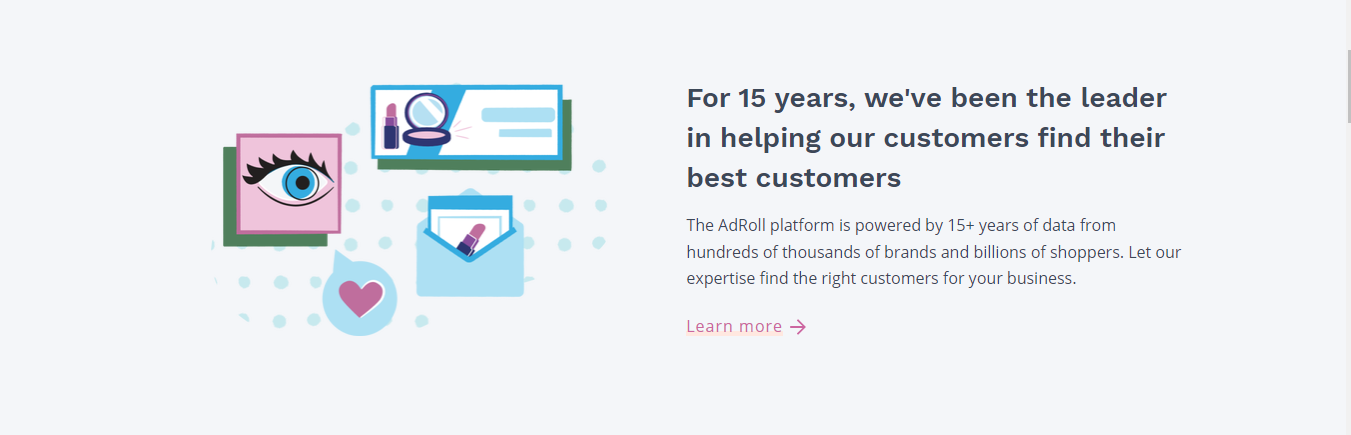 For 15 years, we've been the leader
in helping our customers find their
best customers
The AdRoll platform is powered by 15+ years of data from
hundreds of thousands of brands and billions of shoppers. Let our
expertise find the right customers for your business.
Learn more